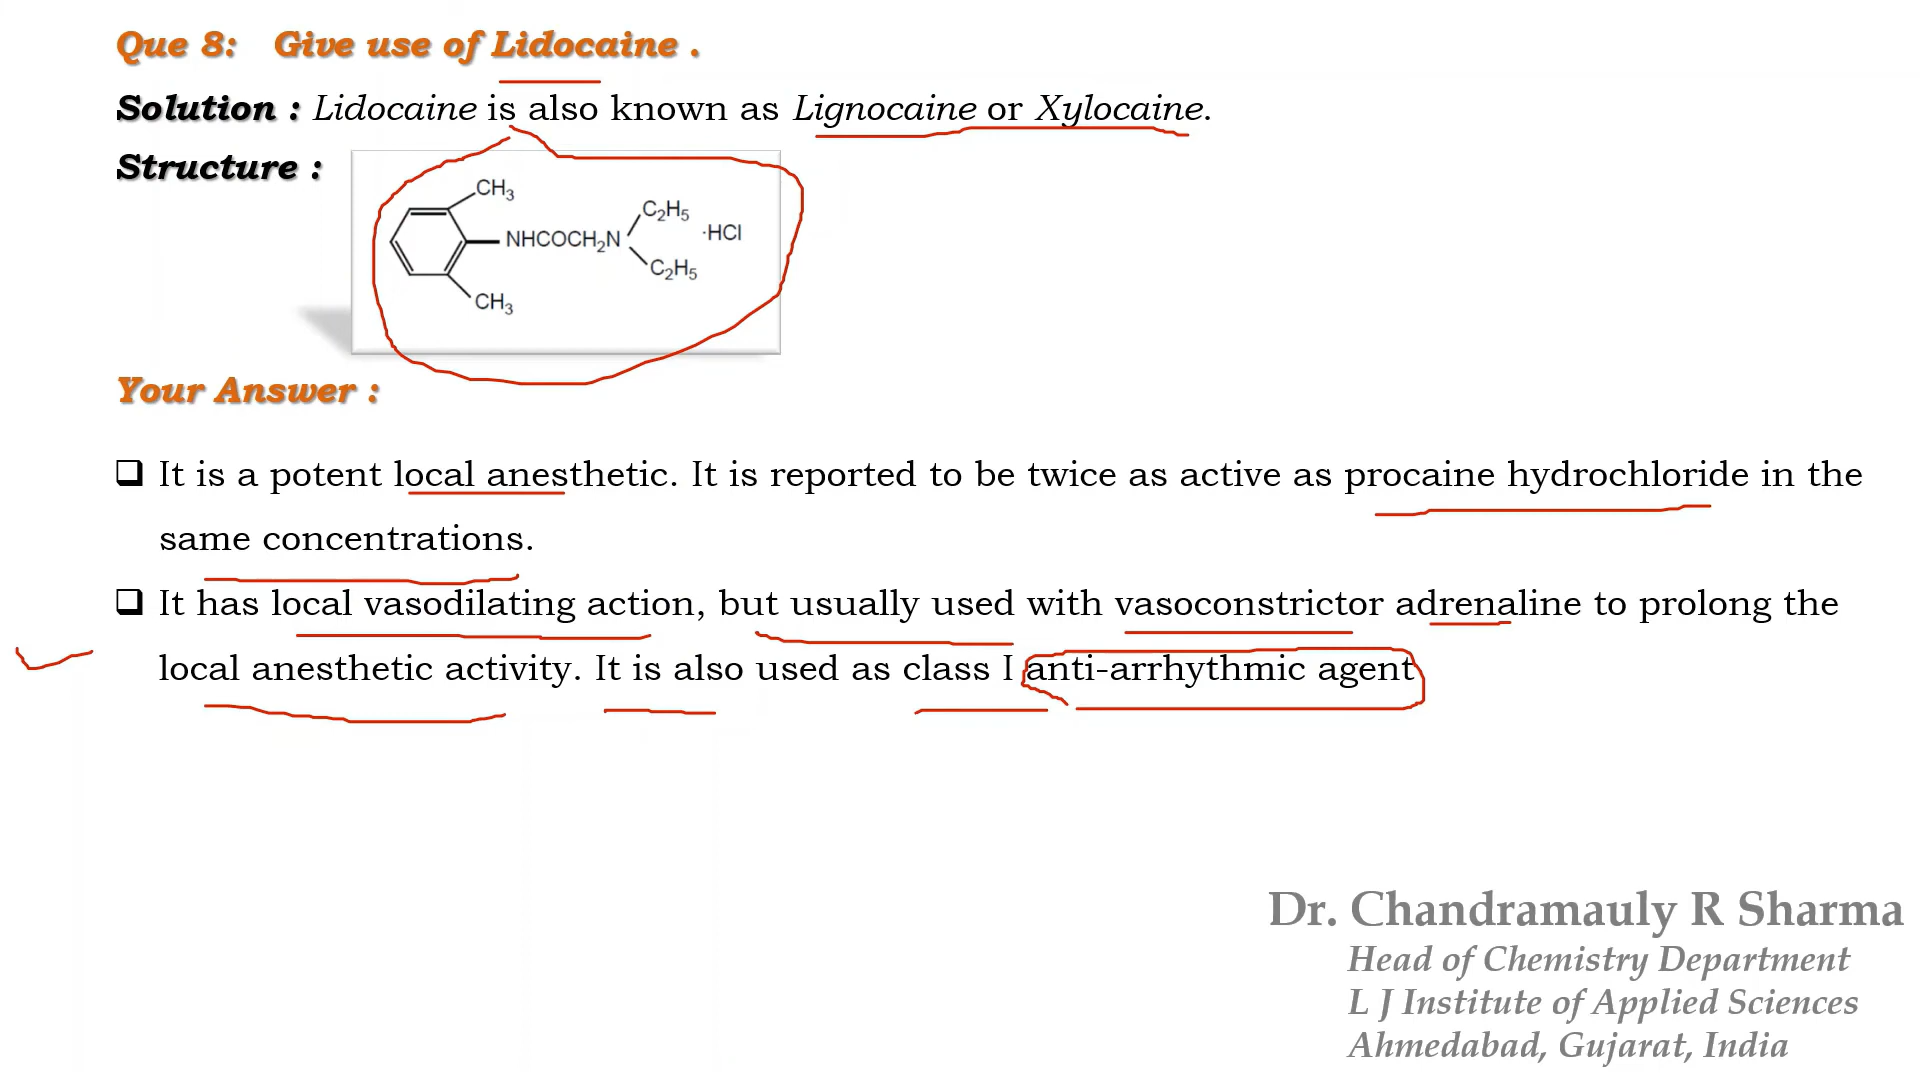 Que 8: Give use of Lidocaine .
Solution : Lidocaine is also known as Lignocaine or Xylocaine.
Structure :
CH3
C2H5
NHCOCH2N
·HCl
C2H5
CH3
Your Answer :
❑ It is a potent local anesthetic. It is reported to be twice as active as procaine hydrochloride in the
same concentrations.
❑ It has local vasodilating action, but usually used with vasoconstrictor adrenaline to prolong the
local anesthetic activity. It is also used as class I anti-arrhythmic agent
Dr. Chandramauly R Sharma
Head of Chemistry Department
L J Institute of Applied Sciences
Ahmedabad, Gujarat, India